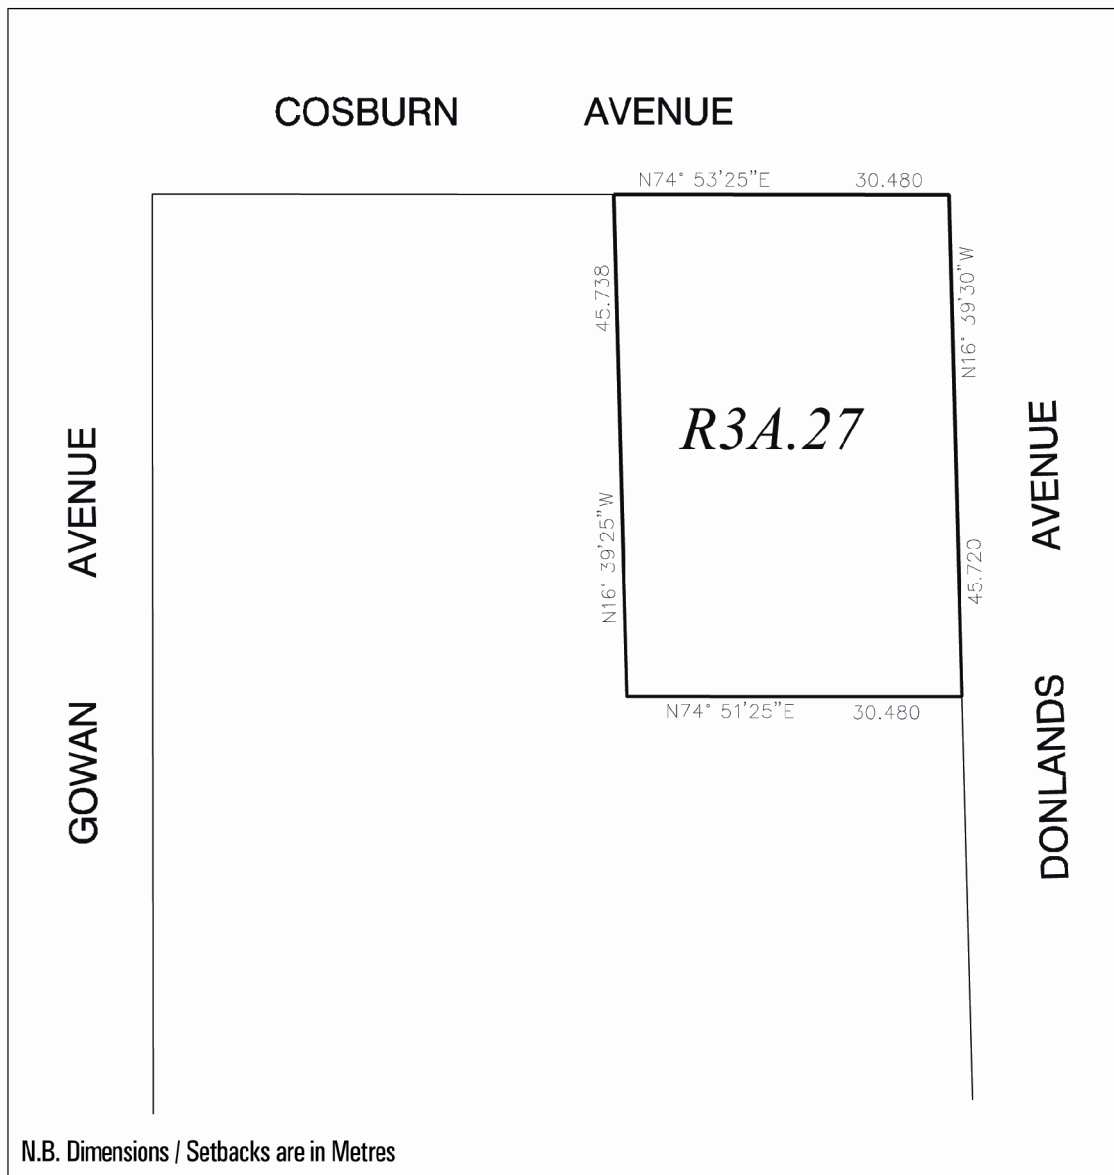 COSBURN AVENUE
N74° 53'25"E 30.480
45.738
N16° 39'30"W
R3A.27
GOWAN AVENUE
N16' 39'25"W
45.720
DONLANDS AVENUE
N74° 51'25"E 30.480
N.B. Dimensions / Setbacks are in Metres